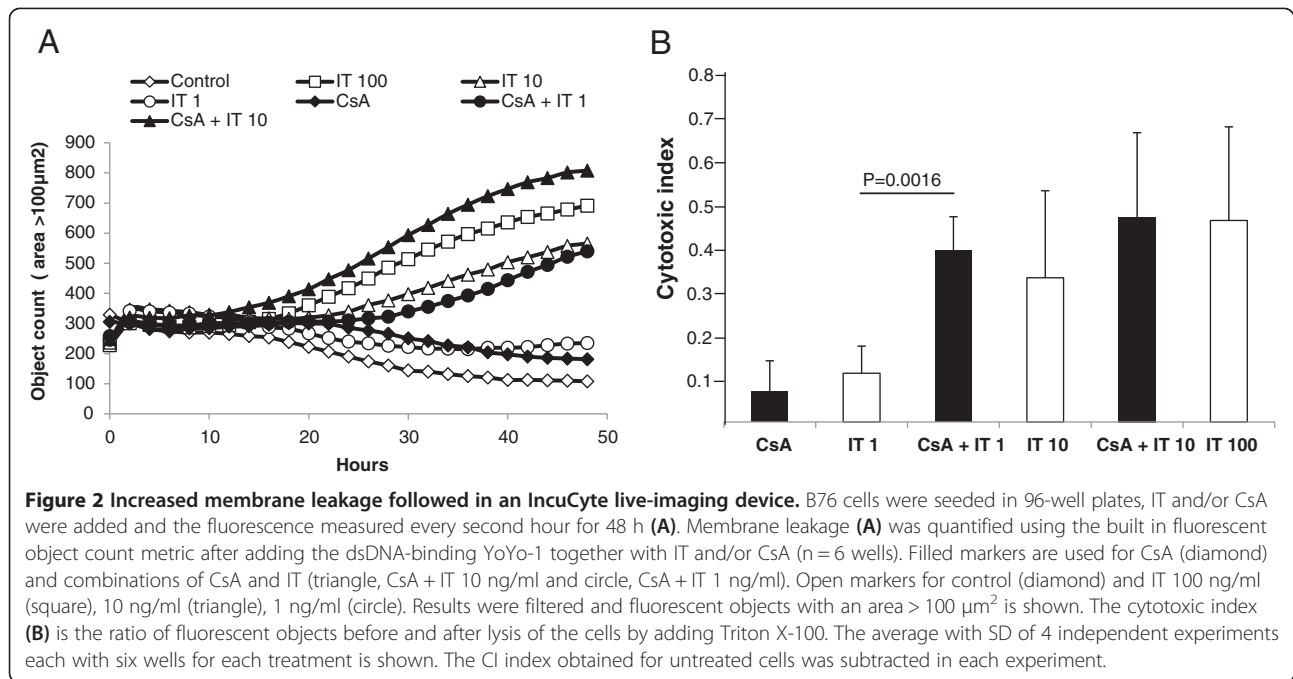 A
Control
IT 100
IT 10
IT 1
CsA
CsA + IT 1
CsA + IT 10
Object count ( area >100µm2)
900
800
700
600
500
400
300
200
100
0
0 10 20 30 40 50
Hours
B
Cytotoxic index
0.8
0.7
0.6
0.5
0.4
0.3
0.2
0.1
P=0.0016
CsA IT 1 CsA + IT 1 IT 10 CsA + IT 10 IT 100
Figure 2 Increased membrane leakage followed in an IncuCyte live-imaging device. B76 cells were seeded in 96-well plates, IT and/or CsA
were added and the fluorescence measured every second hour for 48 h (A). Membrane leakage (A) was quantified using the built in fluorescent
object count metric after adding the dsDNA-binding YoYo-1 together with IT and/or CsA (n = 6 wells). Filled markers are used for CsA (diamond)
and combinations of CsA and IT (triangle, CsA + IT 10 ng/ml and circle, CsA + IT 1 ng/ml). Open markers for control (diamond) and IT 100 ng/ml
(square), 10 ng/ml (triangle), 1 ng/ml (circle). Results were filtered and fluorescent objects with an area > 100 µm² is shown. The cytotoxic index
(B) is the ratio of fluorescent objects before and after lysis of the cells by adding Triton X-100. The average with SD of 4 independent experiments
each with six wells for each treatment is shown. The CI index obtained for untreated cells was subtracted in each experiment.